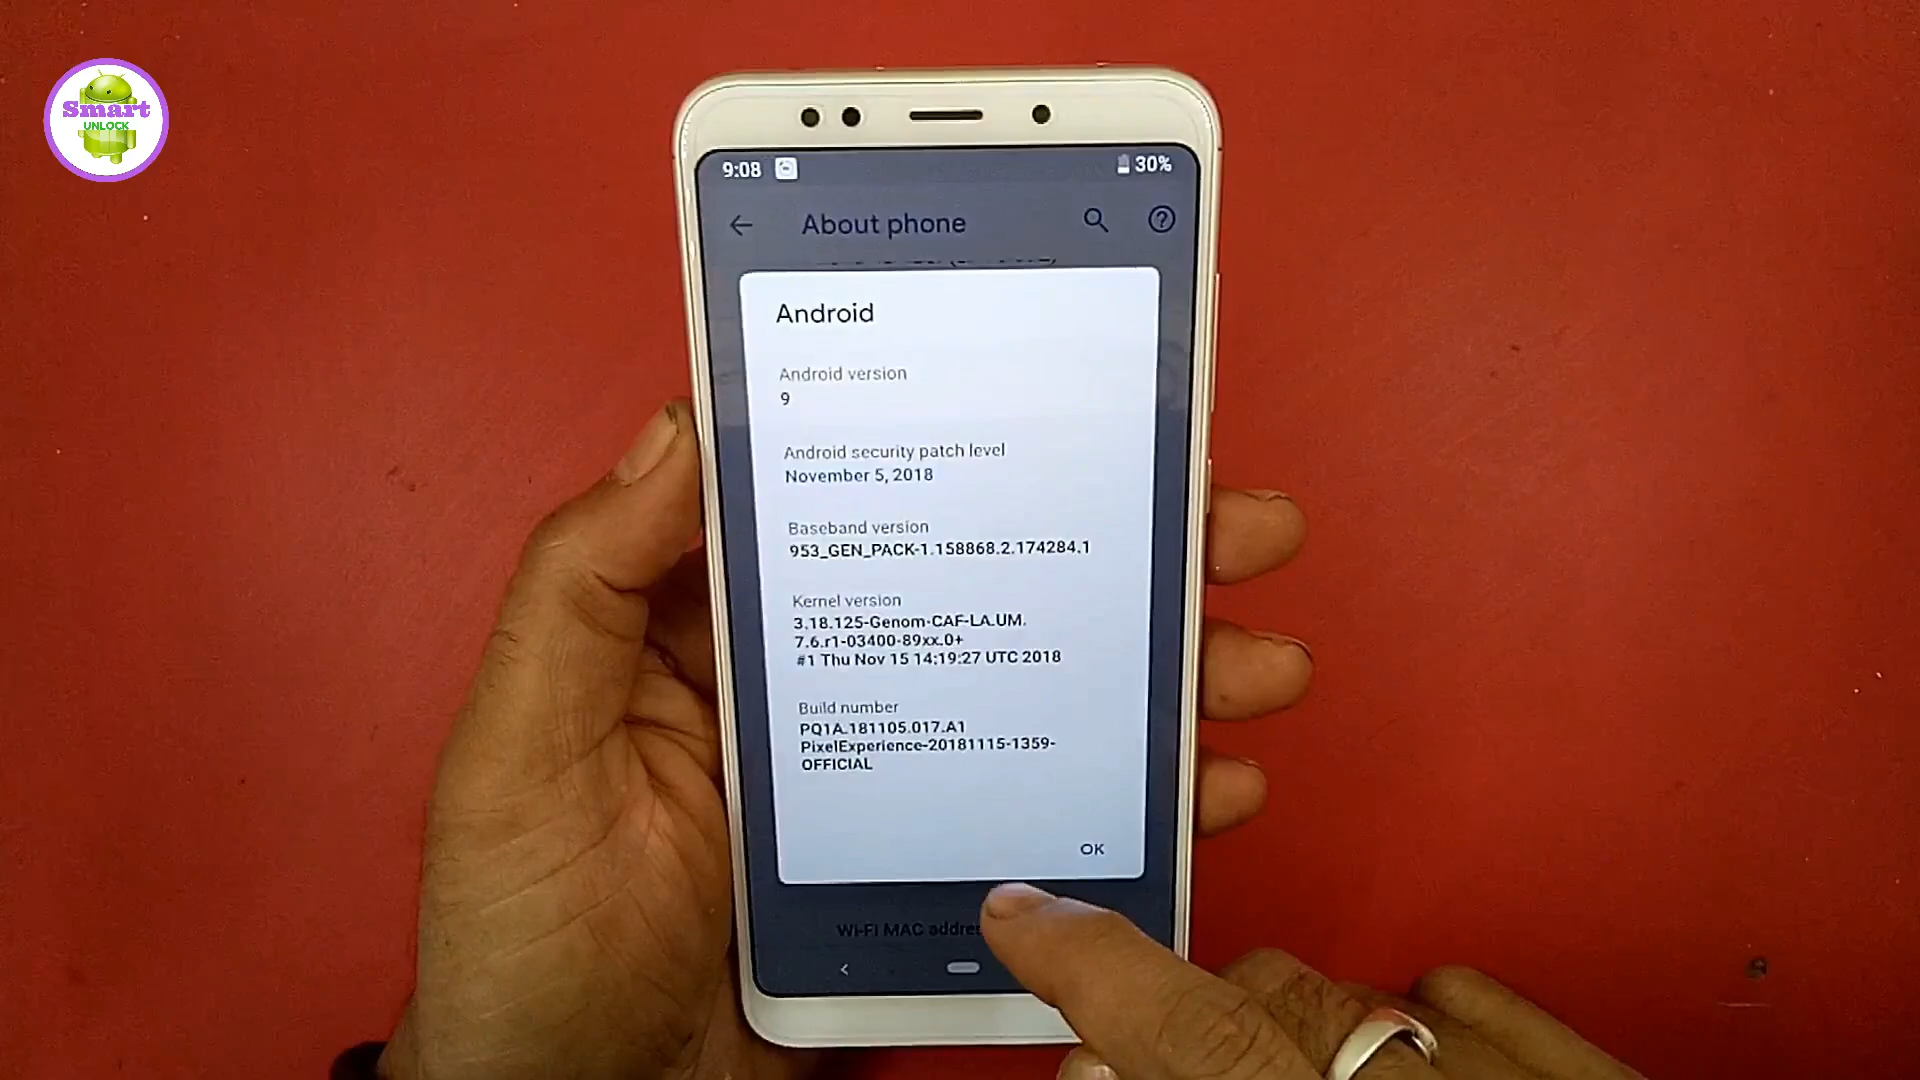 Smart
UNLOCK
9:08
30%
About phone
Android
Android version
9
Android security patch level
November 5, 2018
Baseband version
953_GEN_PACK-1.158868.2.174284.1
Kernel version
3.18.125-Genom-CAF-LA.UM.
7.6.r1-03400-89xx.0+
#1 Thu Nov 15 14:19:27 UTC 2018
Build number
PQ1A.181105.017.A1
PixelExperience-20181115-1359-
OFFICIAL
OK
Wi-Fi MAC